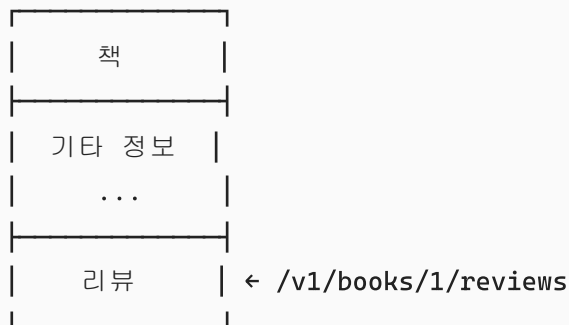 책
기타 정보
...
리뷰 ← /v1/books/1/reviews